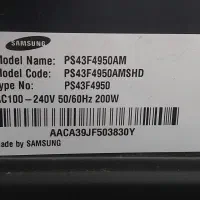 SAMSUNG
Model Name: PS43F4950AM
Model Code: PS43F4950AMSHD
Type No: PS43F4950
AC100-240V 50/60Hz 200W
AACA39JF503830Y
Made by SAMSUNG